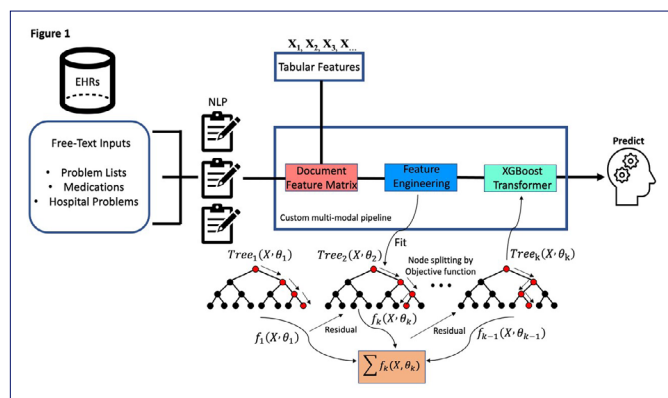 Figure 1
EHRs
Free-Text Inputs
• Problem Lists
• Medications
• Hospital Problems
NLP
X₁, X₂, X₃, X...
Tabular Features
Document
Feature Matrix
Feature
Engineering
XGBoost
Transformer
Custom multi-modal pipeline
Predict
Fit
Tree₁(X,θ₁)
Tree₂(X,θ₂)
Node splitting by
Objective function
Treeₖ(X,θₖ)
• • •
f₁(X,θ₁)
Residual
fₖ(X,θₖ)
Residual
fₖ₋₁(X,θₖ₋₁)
∑ fₖ(X,θₖ)